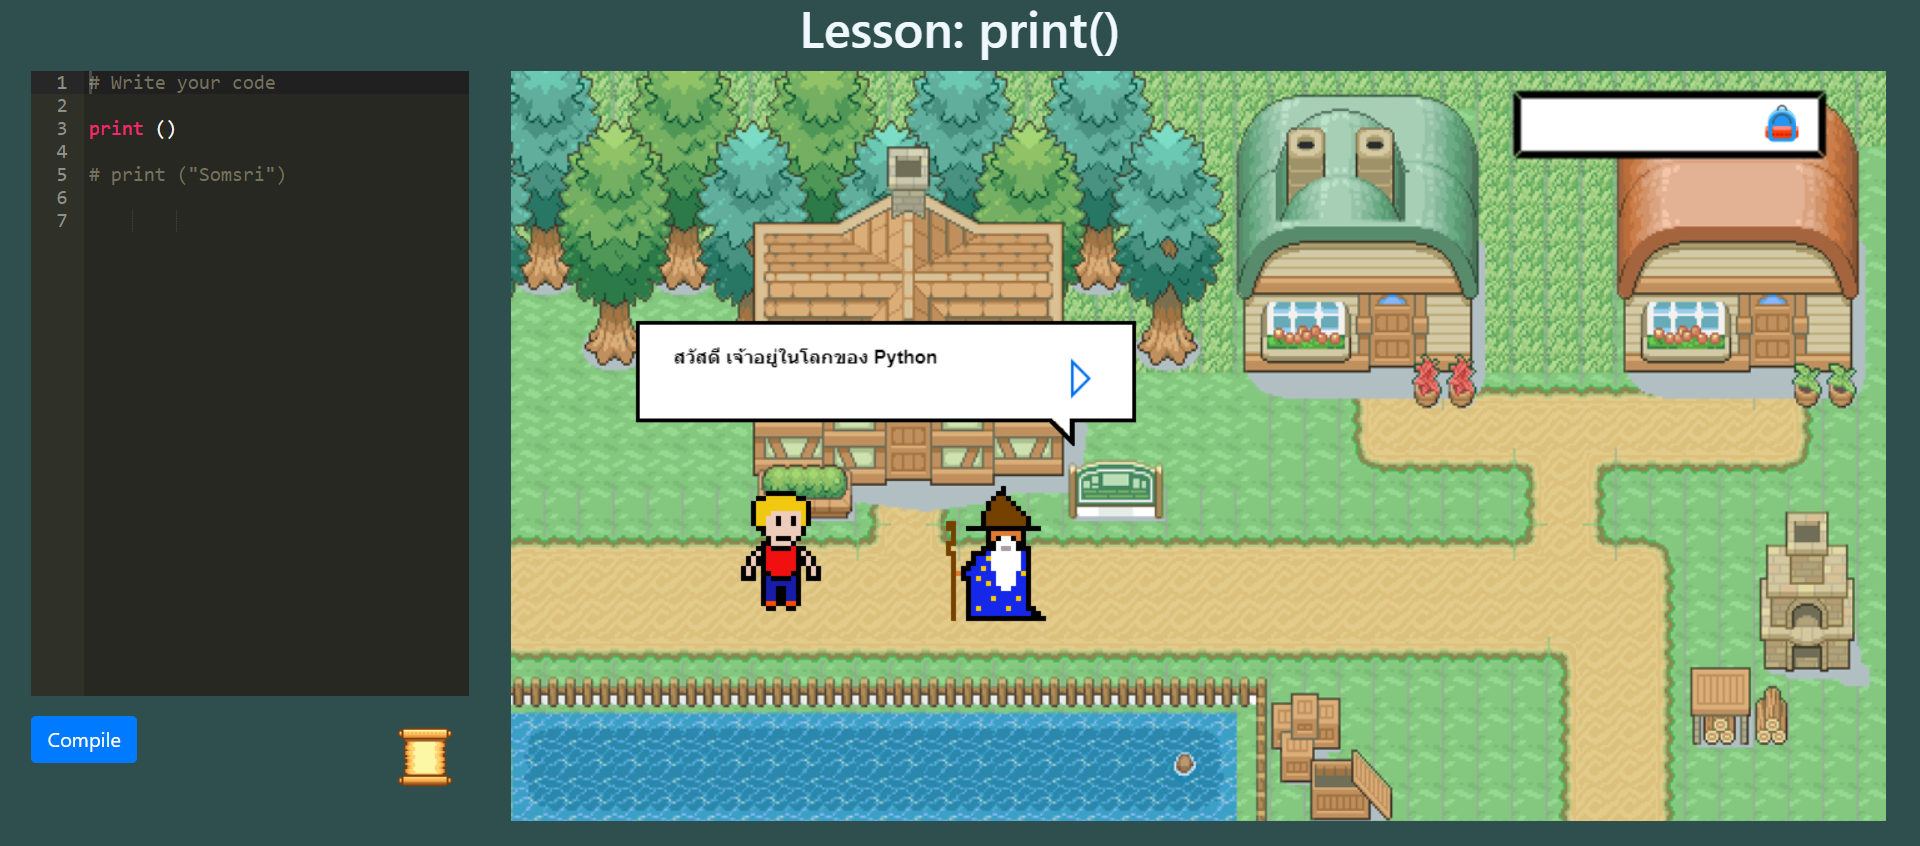 Lesson: print()
1 # Write your code
2
3 print ()
4
5 # print ("Somsri")
6
7
สวัสดี เจ้าอยู่ในโลกของ Python
Compile